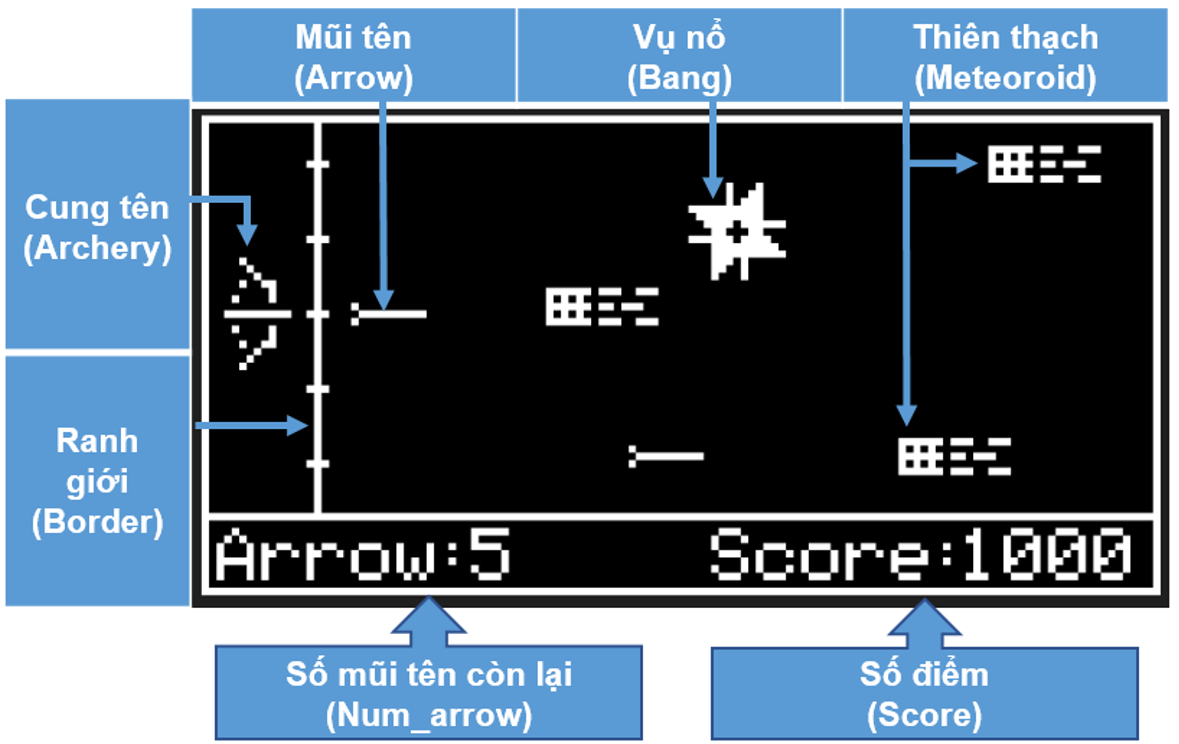 Mũi tên
(Arrow)
Vụ nổ
(Bang)
Thiên thạch
(Meteoroid)
Cung tên
(Archery)
Ranh
giới
(Border)
Arrow:5
Score:1000
Số mũi tên còn lại
(Num_arrow)
Số điểm
(Score)